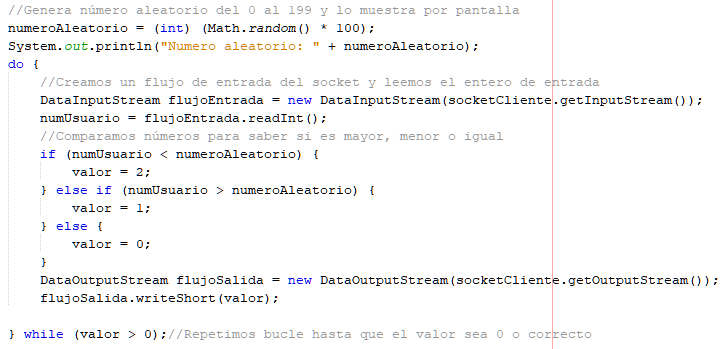 //Genera número aleatorio del 0 al 199 y lo muestra por pantalla
numeroAleatorio = (int) (Math.random() * 100);
System.out.println("Numero aleatorio: " + numeroAleatorio);
do {
    //Creamos un flujo de entrada del socket y leemos el entero de entrada
    DataInputStream flujoEntrada = new DataInputStream(socketCliente.getInputStream());
    numUsuario = flujoEntrada.readInt();
    //Comparamos números para saber si es mayor, menor o igual
    if (numUsuario < numeroAleatorio) {
        valor = 2;
    } else if (numUsuario > numeroAleatorio) {
        valor = 1;
    } else {
        valor = 0;
    }
    DataOutputStream flujoSalida = new DataOutputStream(socketCliente.getOutputStream());
    flujoSalida.writeShort(valor);
} while (valor > 0);//Repetimos bucle hasta que el valor sea 0 o correcto